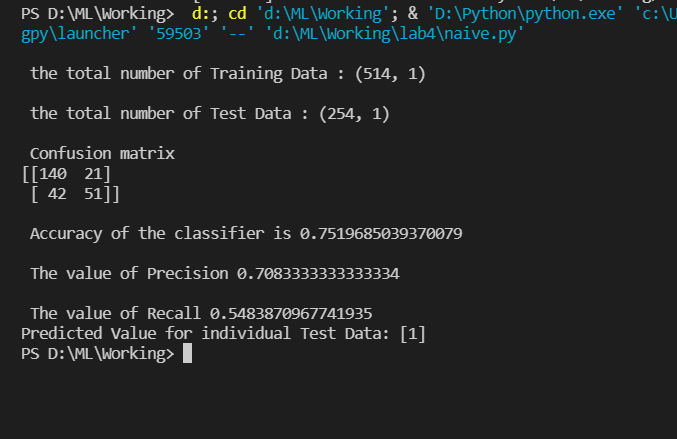 PS D:\ML\Working>  d:; cd 'd:\ML\Working'; & 'D:\Python\python.exe' 'c:\U
gpy\launcher' '59503' '--' 'd:\ML\Working\lab4\naive.py'
the total number of Training Data : (514, 1)
the total number of Test Data : (254, 1)
Confusion matrix
[[140  21]
 [ 42  51]]
Accuracy of the classifier is 0.7519685039370079
The value of Precision 0.7083333333333334
The value of Recall 0.5483870967741935
Predicted Value for individual Test Data: [1]
PS D:\ML\Working>